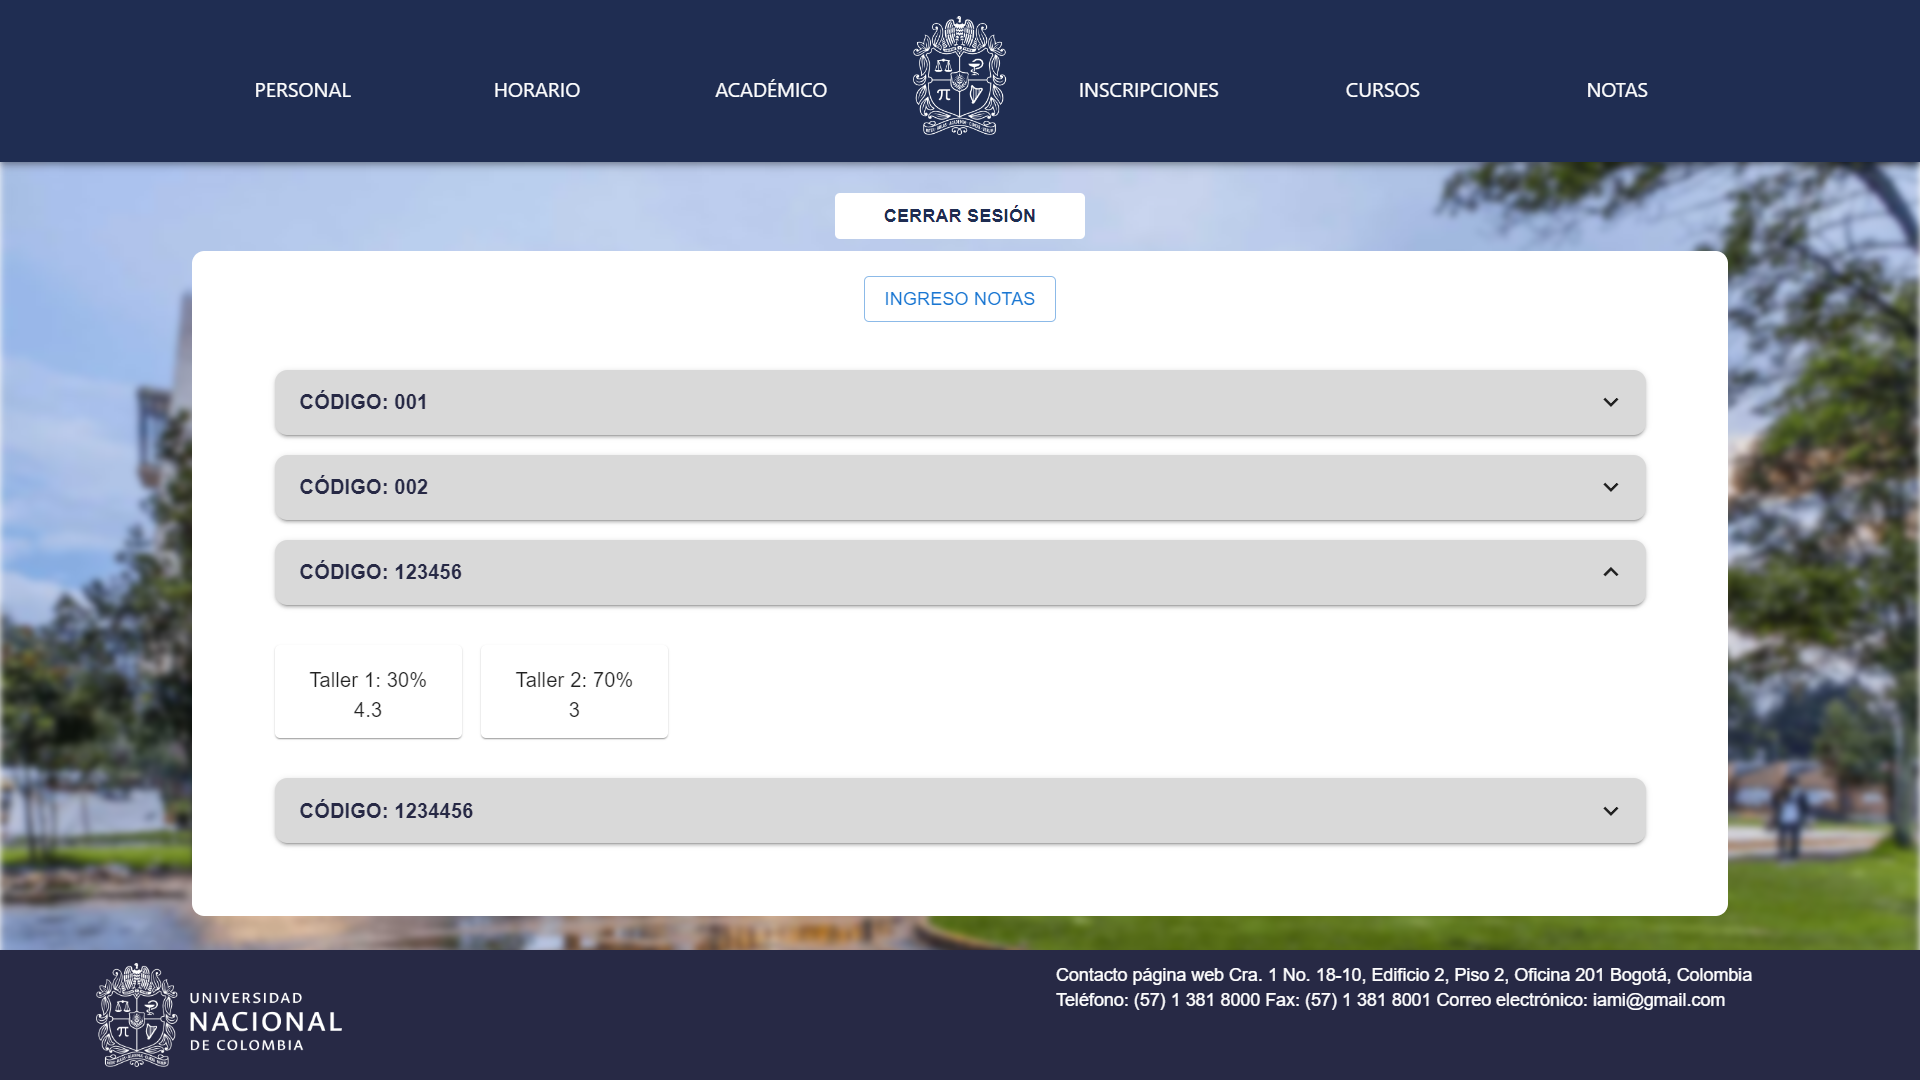 PERSONAL HORARIO ACADÉMICO INSCRIPCIONES CURSOS NOTAS
CERRAR SESIÓN
INGRESO NOTAS
CÓDIGO: 001
CÓDIGO: 002
CÓDIGO: 123456
Taller 1: 30%
4.3
Taller 2: 70%
3
CÓDIGO: 1234456
UNIVERSIDAD
NACIONAL
DE COLOMBIA
Contacto página web Cra. 1 No. 18-10, Edificio 2, Piso 2, Oficina 201 Bogotá, Colombia
Teléfono: (57) 1 381 8000 Fax: (57) 1 381 8001 Correo electrónico: iami@gmail.com